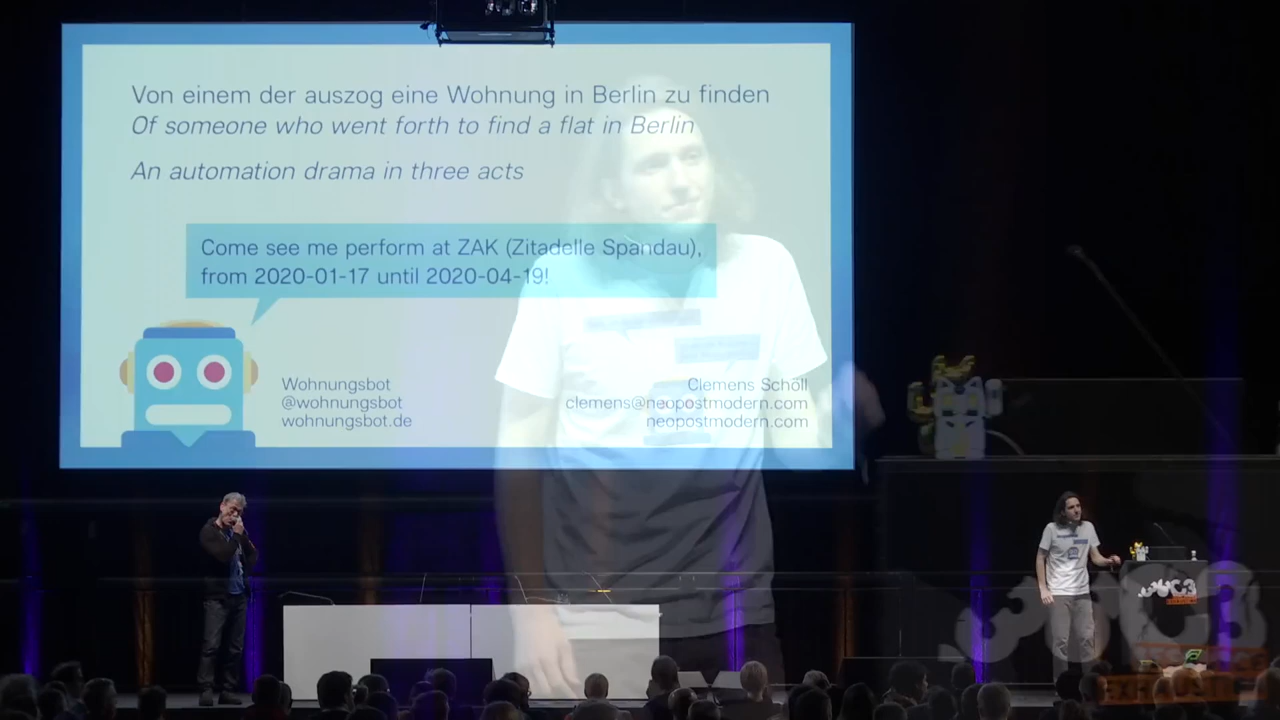 Von einem der auszog eine Wohnung in Berlin zu finden
Of someone who went forth to find a flat in Berlin
An automation drama in three acts
Come see me perform at ZAK (Zitadelle Spandau),
from 2020-01-17 until 2020-04-19!
Wohnungsbot
@wohnungsbot
wohnungsbot.de
Clemens Schöll
clemens@neopostmodern.com
neopostmodern.com